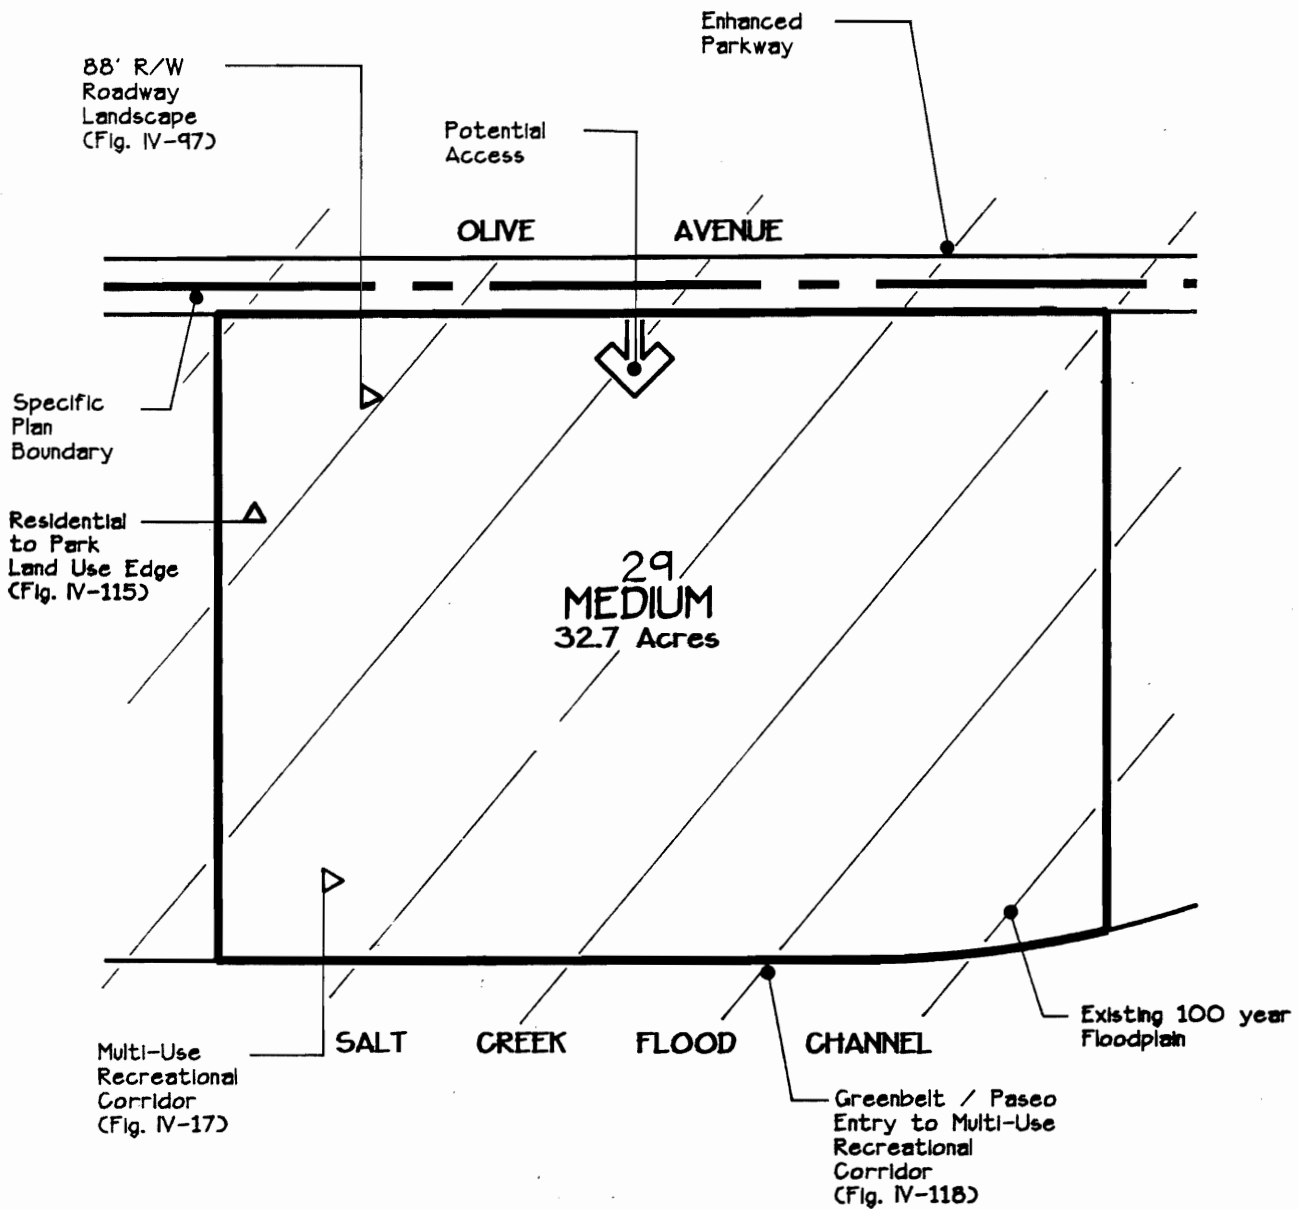 Enhanced
Parkway
88' R/W
Roadway
Landscape
(Fig. IV-97)
Potential
Access
OLIVE AVENUE
Specific
Plan
Boundary
Residential
to Park
Land Use Edge
(Fig. IV-115)
29
MEDIUM
32.7 Acres
SALT CREEK FLOOD CHANNEL
Existing 100 year
Floodplain
Multi-Use
Recreational
Corridor
(Fig. IV-17)
Greenbelt / Paseo
Entry to Multi-Use
Recreational
Corridor
(Fig. IV-118)